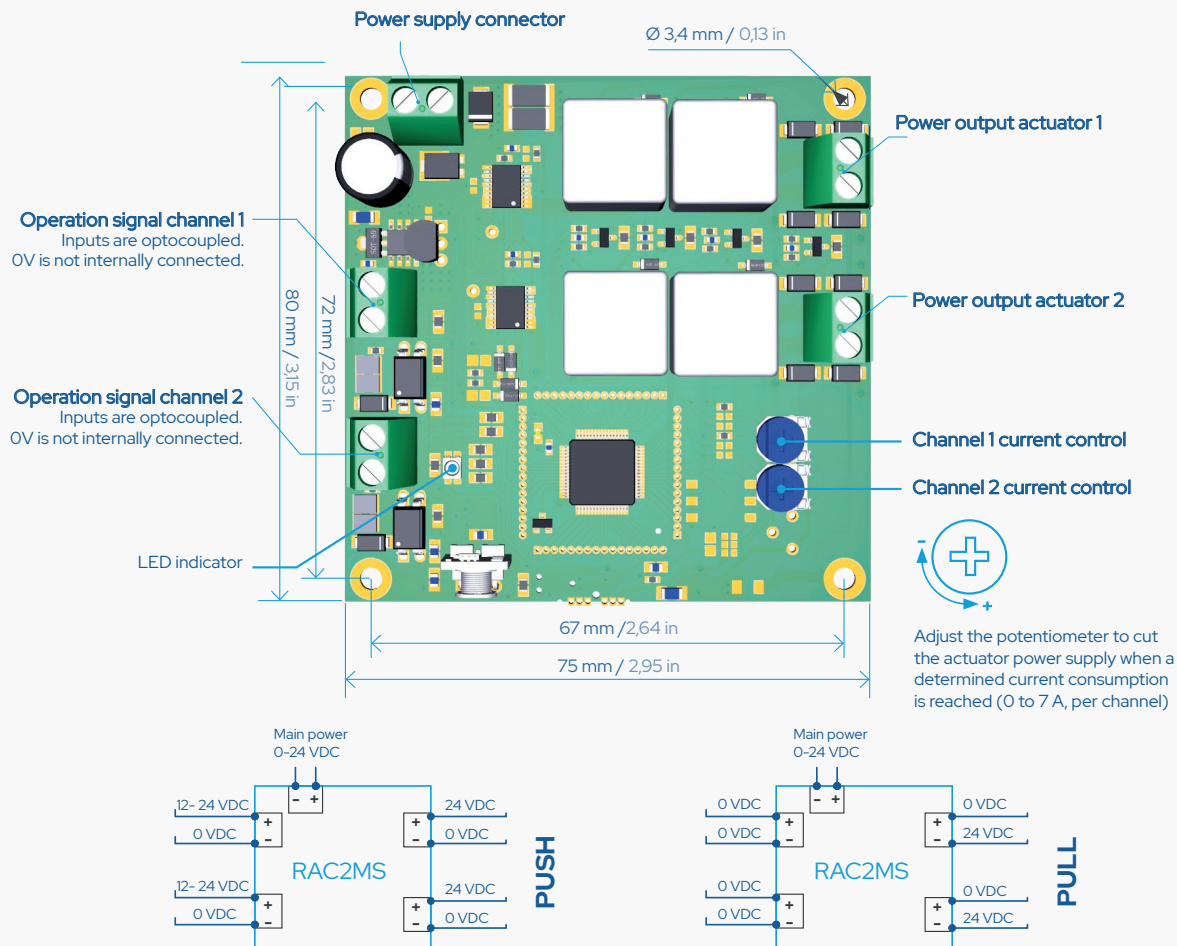 Power supply connector
Ø 3,4 mm / 0,13 in
Power output actuator 1
Operation signal channel 1
Inputs are optocoupled.
0V is not internally connected.
80 mm / 3,15 in
72 mm /2,83 in
Power output actuator 2
Operation signal channel 2
Inputs are optocoupled.
0V is not internally connected.
Channel 1 current control
Channel 2 current control
LED indicator
-
+
67 mm /2,64 in
75 mm / 2,95 in
Adjust the potentiometer to cut
the actuator power supply when a
determined current consumption
is reached (0 to 7 A, per channel)
Main power
0-24 VDC
- +
12- 24 VDC
0 VDC
+
-
24 VDC
0 VDC
+
-
RAC2MS
12- 24 VDC
0 VDC
+
-
24 VDC
0 VDC
+
-
PUSH
Main power
0-24 VDC
- +
0 VDC
0 VDC
+
-
0 VDC
24 VDC
+
-
RAC2MS
0 VDC
0 VDC
+
-
0 VDC
24 VDC
+
-
PULL